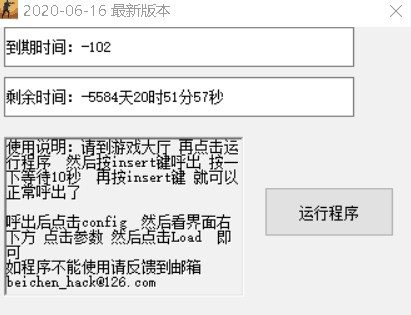 2020-06-16 最新版本
到期时间：-102
剩余时间：-5584天20时51分57秒
使用说明：请到游戏大厅 再点击运
行程序  然后按insert键呼出 按一
下等待10秒  再按insert键 就可以
正常呼出了
呼出后点击config  然后看界面右
下方 点击参数 然后点击Load  即
可
如程序不能使用请反馈到邮箱
beichen_hack@126.com
运行程序